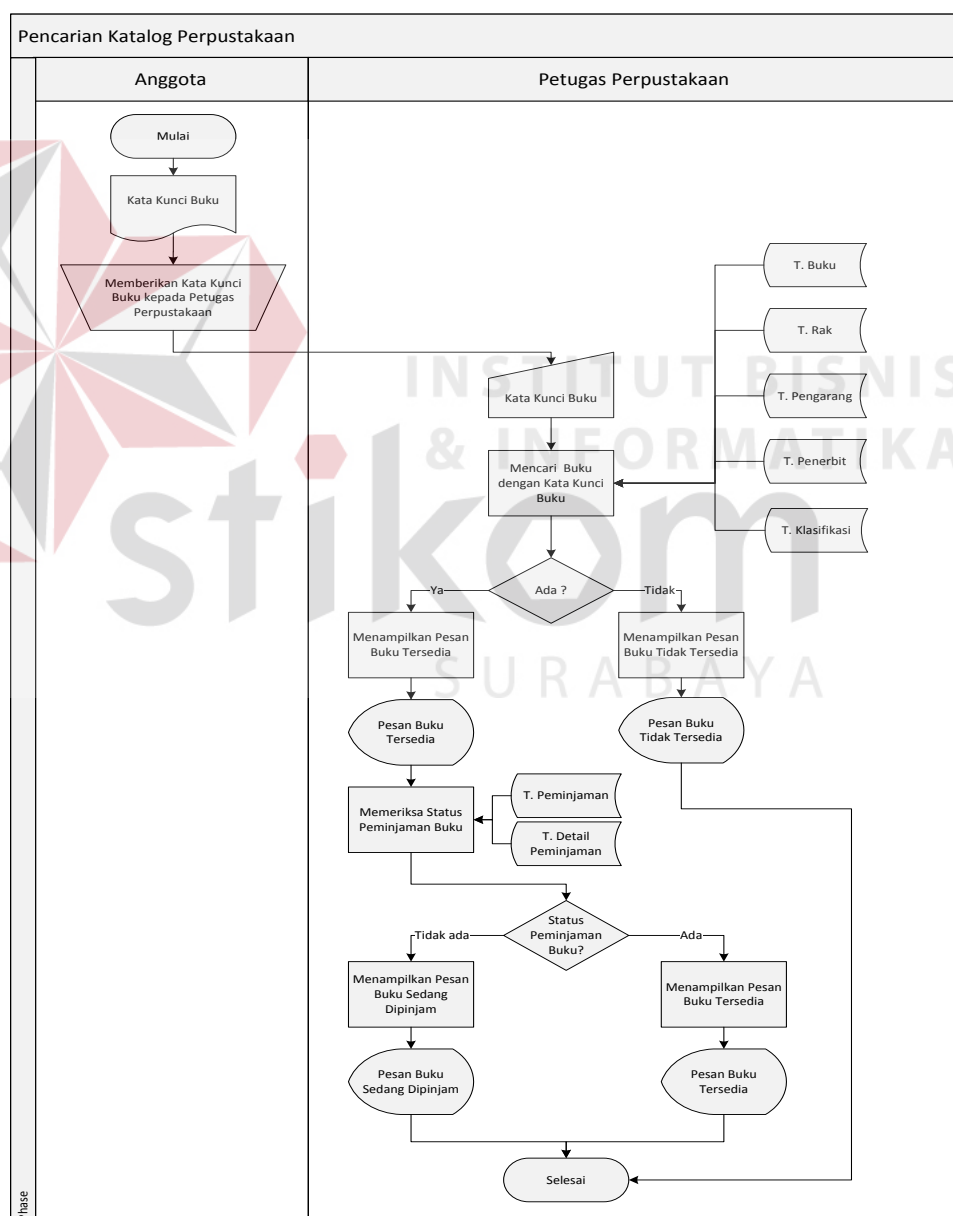 Pencarian Katalog Perpustakaan
Anggota
Petugas Perpustakaan
Mulai
Kata Kunci Buku
Memberikan Kata Kunci
Buku kepada Petugas
Perpustakaan
T. Buku
T. Rak
T. Pengarang
T. Penerbit
T. Klasifikasi
Kata Kunci Buku
Mencari Buku
dengan Kata Kunci
Buku
Ada ?
Ya
Tidak
Menampilkan Pesan
Buku Tersedia
Menampilkan Pesan
Buku Tidak Tersedia
Pesan Buku
Tersedia
Pesan Buku
Tidak Tersedia
Memeriksa Status
Peminjaman Buku
T. Peminjaman
T. Detail
Peminjaman
Status
Peminjaman
Buku?
Tidak ada
Ada
Menampilkan Pesan
Buku Sedang
Dipinjam
Menampilkan Pesan
Buku Tersedia
Pesan Buku
Sedang Dipinjam
Pesan Buku
Tersedia
Selesai
Phase
INSTITUT BISNIS
& INFORMATIKA
stikom
SURABAYA